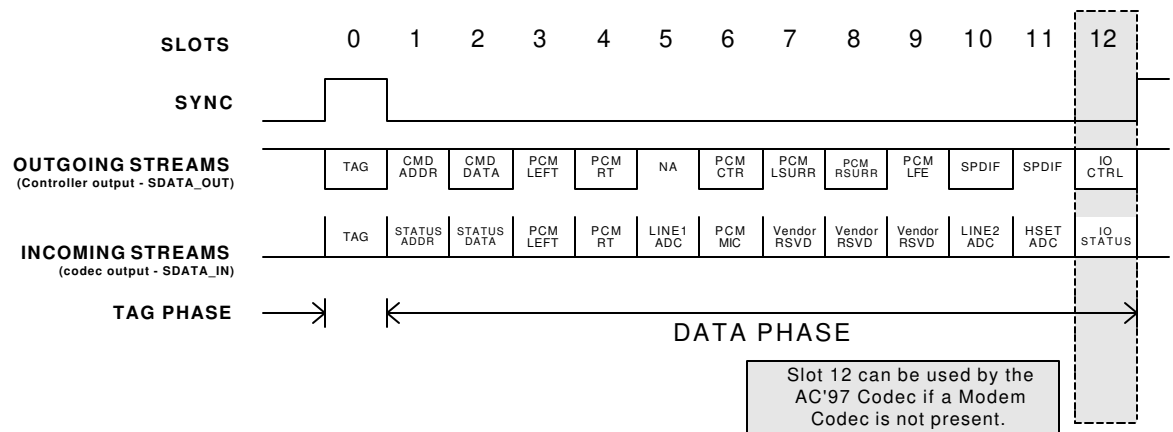 SLOTS 0 1 2 3 4 5 6 7 8 9 10 11 12
SYNC
OUTGOING STREAMS
(Controller output - SDATA_OUT)
TAG CMD ADDR CMD DATA PCM LEFT PCM RT NA PCM CTR PCM LSURR PCM RSURR PCM LFE SPDIF SPDIF IO CTRL
INCOMING STREAMS
(codec output - SDATA_IN)
TAG STATUS ADDR STATUS DATA PCM LEFT PCM RT LINE1 ADC PCM MIC Vendor RSVD Vendor RSVD Vendor RSVD LINE2 ADC HSET ADC IO STATUS
TAG PHASE
DATA PHASE
Slot 12 can be used by the
AC'97 Codec if a Modem
Codec is not present.